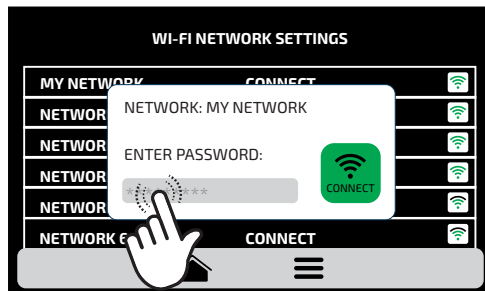 WI-FI NETWORK SETTINGS
MY NETWORK CONNECT
NETWOR
NETWORK: MY NETWORK
NETWOR
ENTER PASSWORD:
NETWOR
CONNECT
*********
NETWOR
NETWORK 6 CONNECT